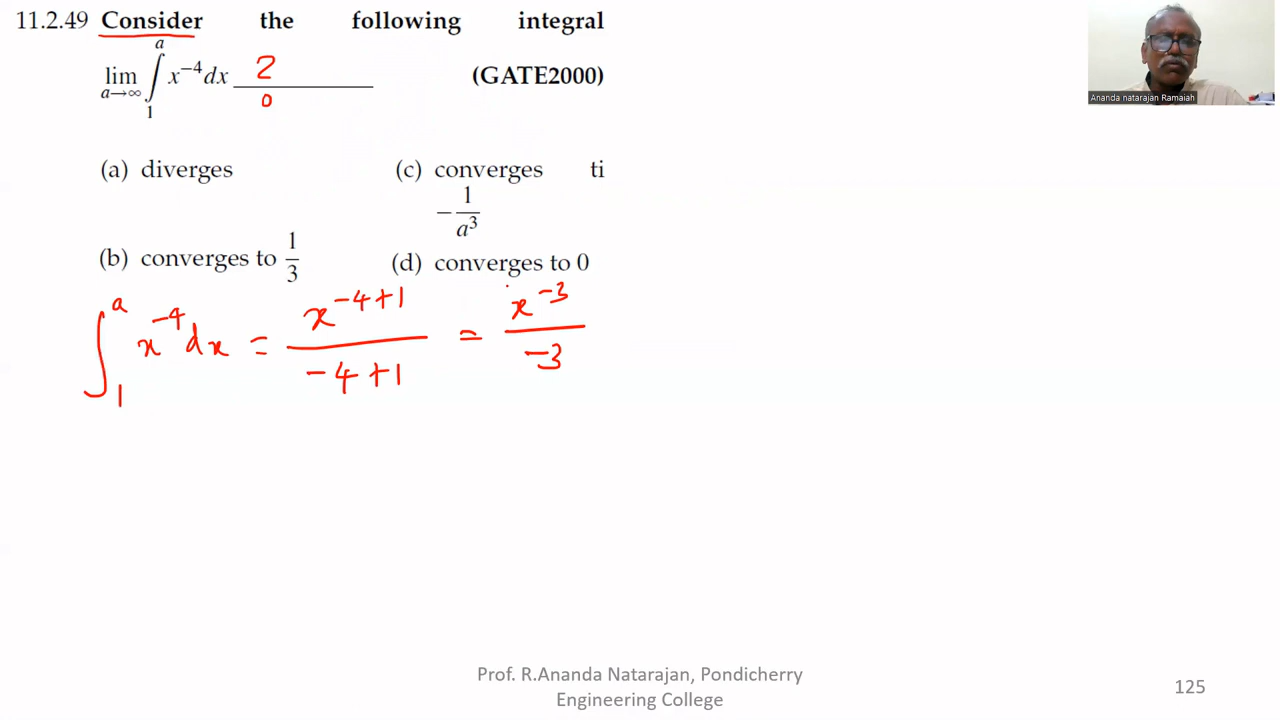 11.2.49 Consider the following integral
lim a→∞ ∫₁ᵃ x⁻⁴dx 2 (GATE2000)
0
Ananda natarajan Ramaiah
(a) diverges
(c) converges ti
−1/a³
(b) converges to 1/3
(d) converges to 0
∫₁ᵃ x⁻⁴ dx = x⁻⁴⁺¹/−4+1 = x⁻³/−3
Prof. R.Ananda Natarajan, Pondicherry
Engineering College
125